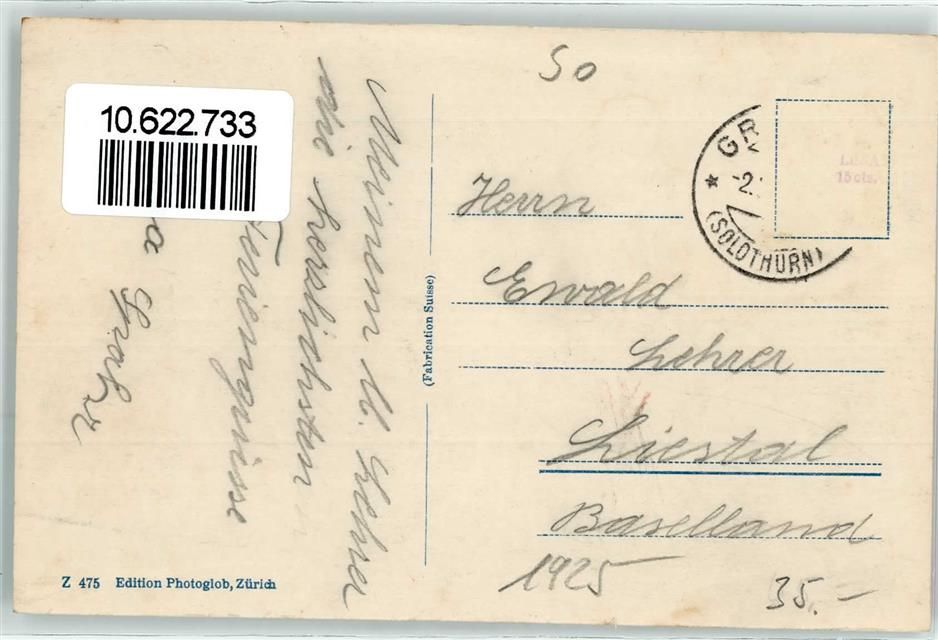 10.622.733
Meinem lb. Lehrer
die herzlichsten
Feriengrüsse
Z 475 Edition Photoglob, Zürich
(Fabrication Suisse)
So
GR
* -2.
(SOLOTHURN)
15 cts.
Herrn
Ewald
Lehrer
Liestal
Baselland
1925
35.-